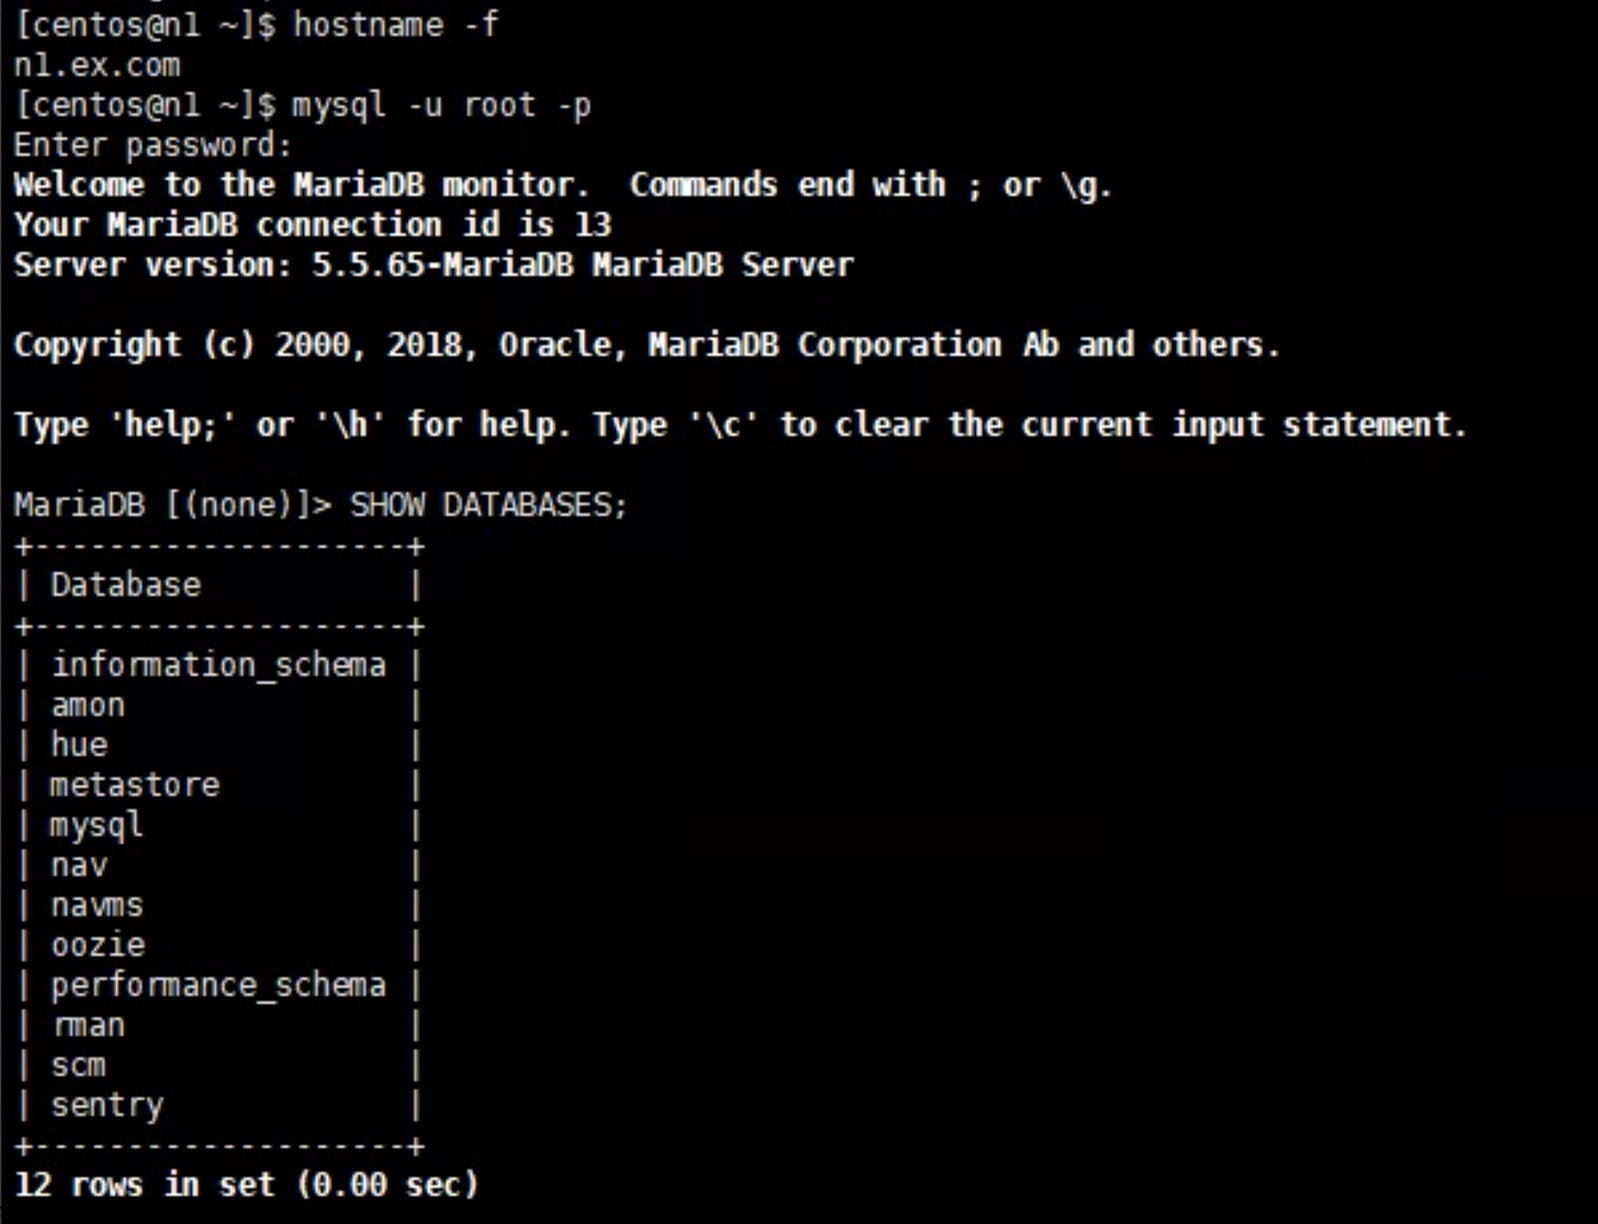 [centos@n1 ~]$ hostname -f
n1.ex.com
[centos@n1 ~]$ mysql -u root -p
Enter password:
Welcome to the MariaDB monitor.  Commands end with ; or \g.
Your MariaDB connection id is 13
Server version: 5.5.65-MariaDB MariaDB Server

Copyright (c) 2000, 2018, Oracle, MariaDB Corporation Ab and others.

Type 'help;' or '\h' for help. Type '\c' to clear the current input statement.

MariaDB [(none)]> SHOW DATABASES;
+--------------------+
| Database           |
+--------------------+
| information_schema |
| amon               |
| hue                |
| metastore          |
| mysql              |
| nav                |
| navms              |
| oozie              |
| performance_schema |
| rman               |
| scm                |
| sentry             |
+--------------------+
12 rows in set (0.00 sec)